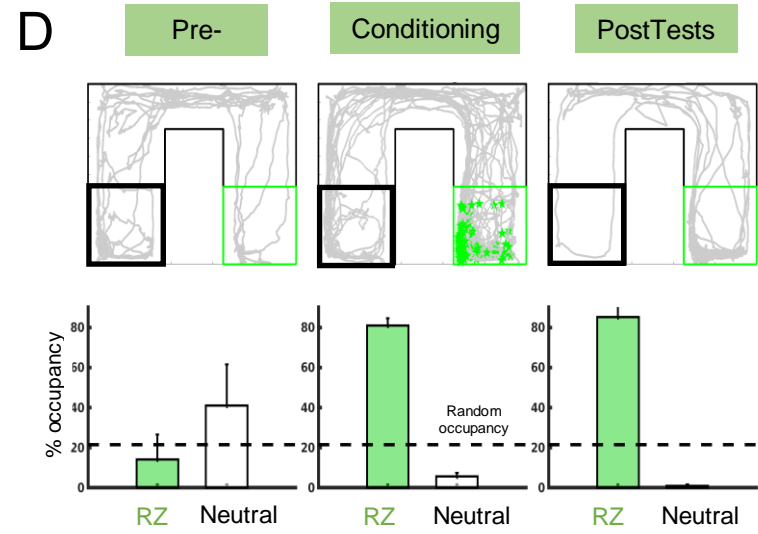 D
Pre-
Conditioning
PostTests
% occupancy
80
60
40
20
0
80
60
40
20
0
Random
occupancy
80
60
40
20
0
RZ
Neutral
RZ
Neutral
RZ
Neutral